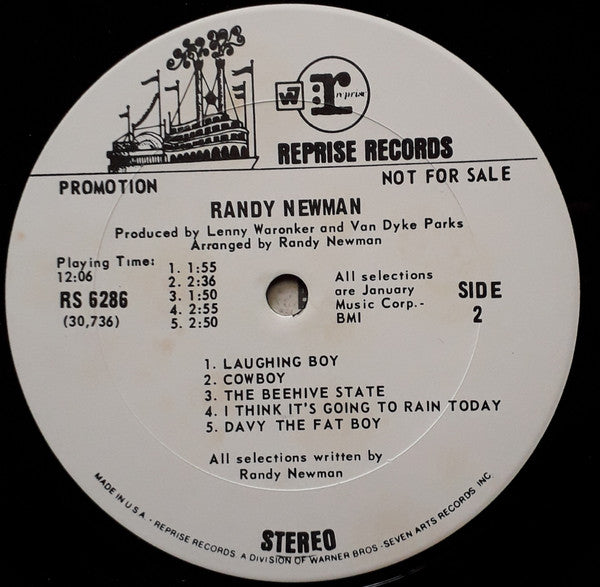 W7
r
reprise
REPRISE RECORDS
PROMOTION
NOT FOR SALE
RANDY NEWMAN
Produced by Lenny Waronker and Van Dyke Parks
Arranged by Randy Newman
Playing Time:
12:06
RS 6286
(30,736)
1. 1:55
2. 2:36
3. 1:50
4. 2:55
5. 2:50
All selections
are January
Music Corp.-
BMI
SIDE
2
1. LAUGHING BOY
2. COWBOY
3. THE BEEHIVE STATE
4. I THINK IT'S GOING TO RAIN TODAY
5. DAVY THE FAT BOY
All selections written by
Randy Newman
STEREO
MADE IN U S A · REPRISE RECORDS A DIVISION OF WARNER BROS.-SEVEN ARTS RECORDS INC